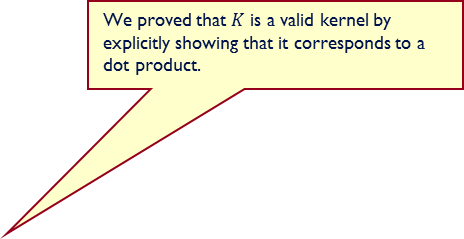 We proved that K is a valid kernel by
explicitly showing that it corresponds to a
dot product.